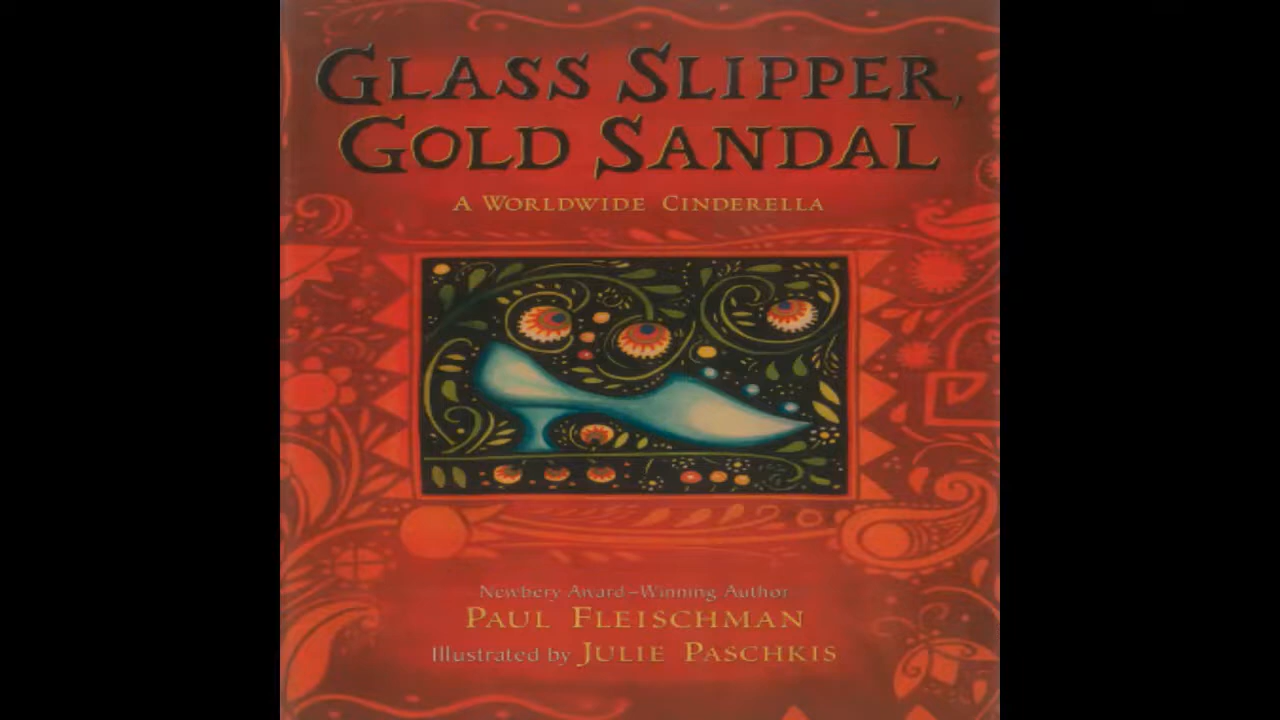 GLASS SLIPPER,
GOLD SANDAL
A WORLDWIDE CINDERELLA
Newbery Award–Winning Author
PAUL FLEISCHMAN
Illustrated by JULIE PASCHKIS